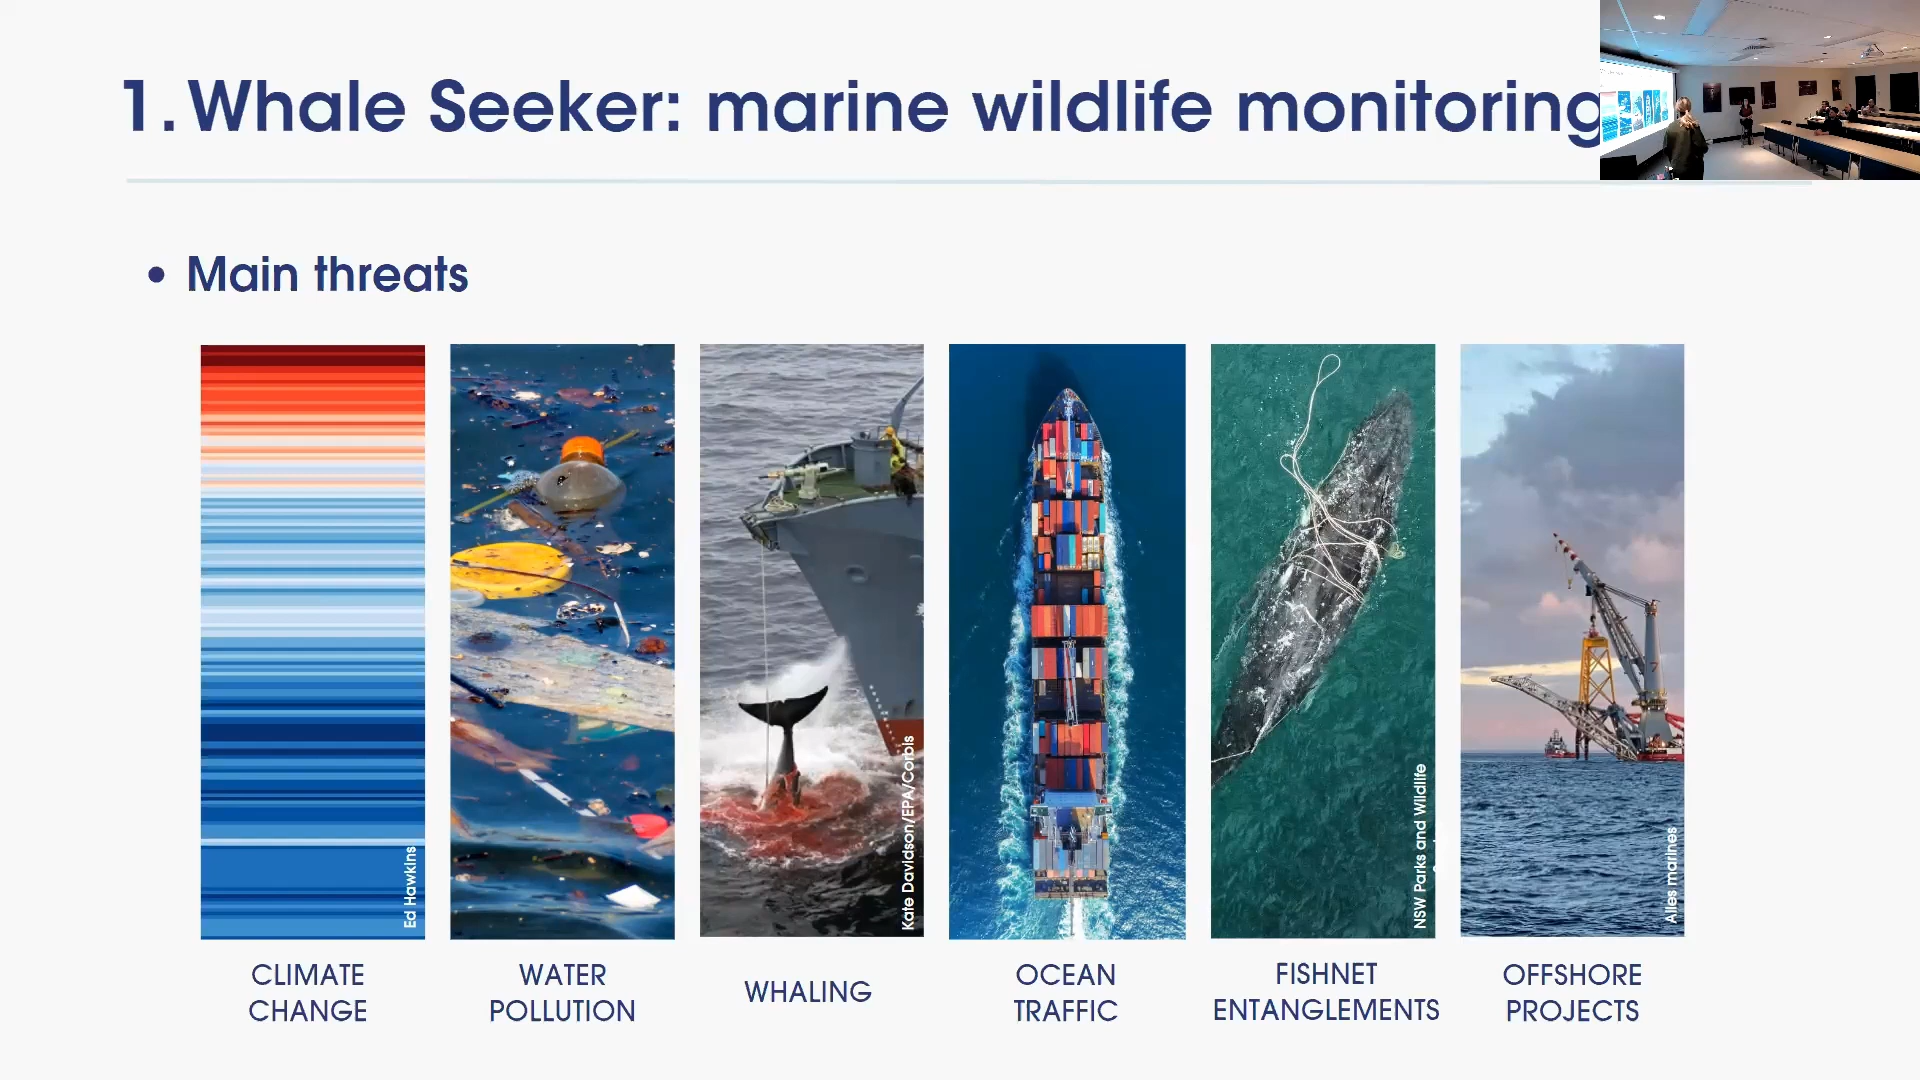 1. Whale Seeker: marine wildlife monitoring
• Main threats
Ed Hawkins
Kate Davidson/EPA/Corbis
NSW Parks and Wildlife
Alles marines
CLIMATE
CHANGE
WATER
POLLUTION
WHALING
OCEAN
TRAFFIC
FISHNET
ENTANGLEMENTS
OFFSHORE
PROJECTS